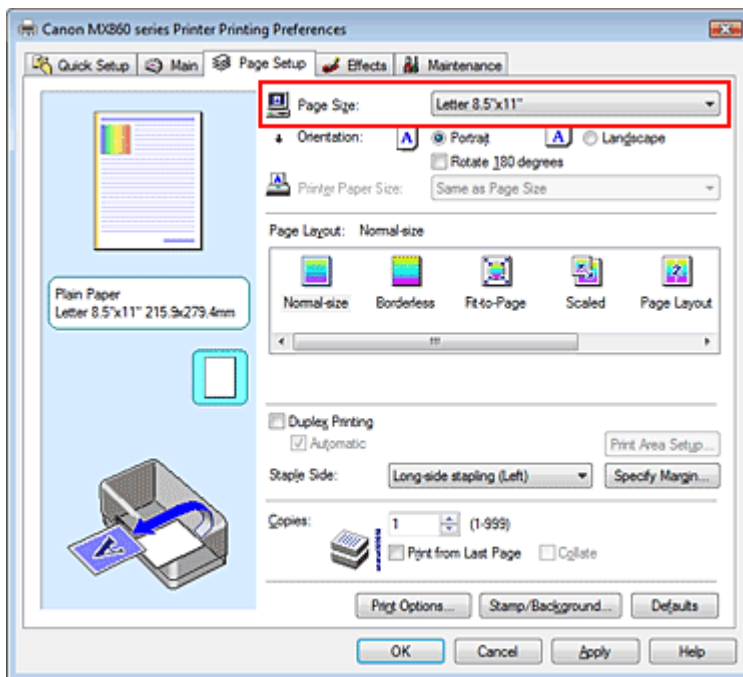 Canon MX860 series Printer Printing Preferences
Quick Setup Main Page Setup Effects Maintenance
Page Size: Letter 8.5"x11"
Orientation: A Portrait A Landscape
Rotate 180 degrees
Printer Paper Size: Same as Page Size
Page Layout: Normal-size
Normal-size Borderless Fit-to-Page Scaled Page Layout
Plain Paper
Letter 8.5"x11" 215.9x279.4mm
Duplex Printing
Automatic Print Area Setup...
Staple Side: Long-side stapling (Left) Specify Margin...
Copies: 1 (1-999)
Print from Last Page Collate
Print Options... Stamp/Background... Defaults
OK Cancel Apply Help